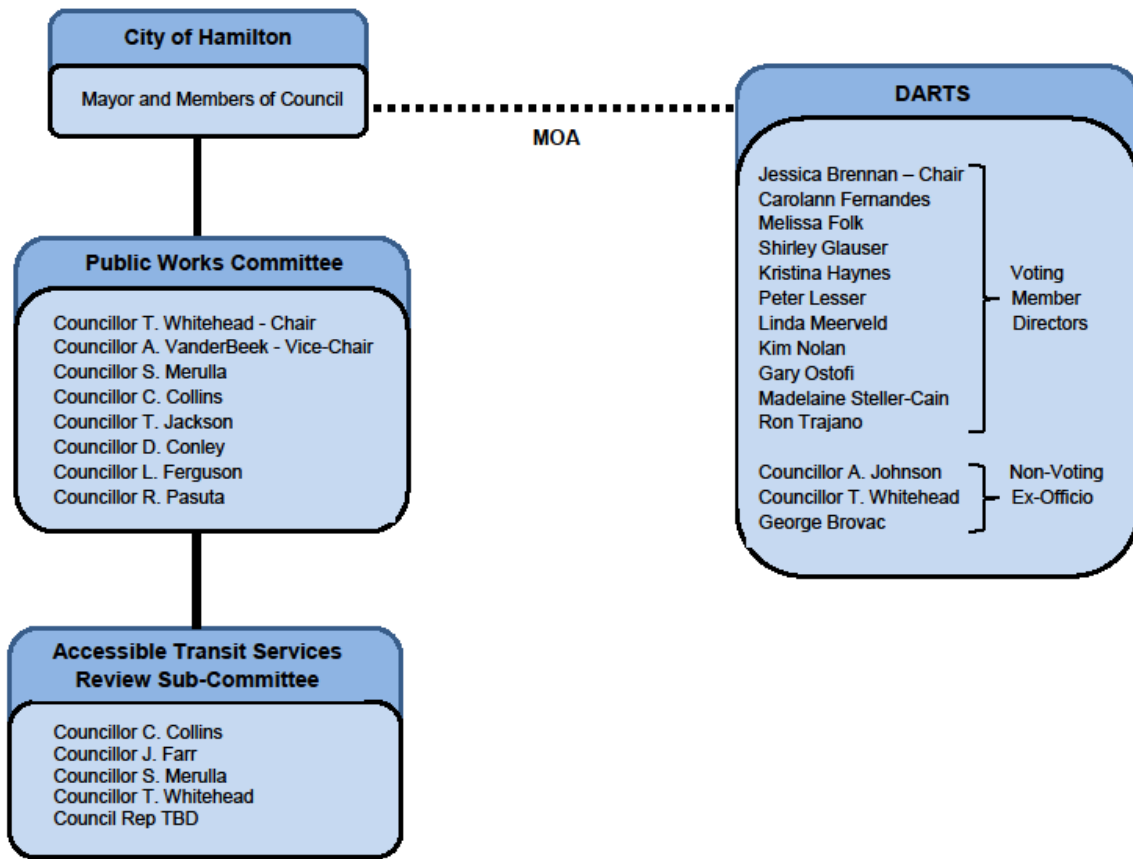 City of Hamilton
Mayor and Members of Council
MOA
DARTS
Jessica Brennan – Chair
Carolann Fernandes
Melissa Folk
Shirley Glauser
Kristina Haynes
Peter Lesser
Linda Meerveld
Kim Nolan
Gary Ostofi
Madelaine Steller-Cain
Ron Trajano
Voting
Member
Directors
Councillor A. Johnson
Councillor T. Whitehead
George Brovac
Non-Voting
Ex-Officio
Public Works Committee
Councillor T. Whitehead - Chair
Councillor A. VanderBeek - Vice-Chair
Councillor S. Merulla
Councillor C. Collins
Councillor T. Jackson
Councillor D. Conley
Councillor L. Ferguson
Councillor R. Pasuta
Accessible Transit Services
Review Sub-Committee
Councillor C. Collins
Councillor J. Farr
Councillor S. Merulla
Councillor T. Whitehead
Council Rep TBD